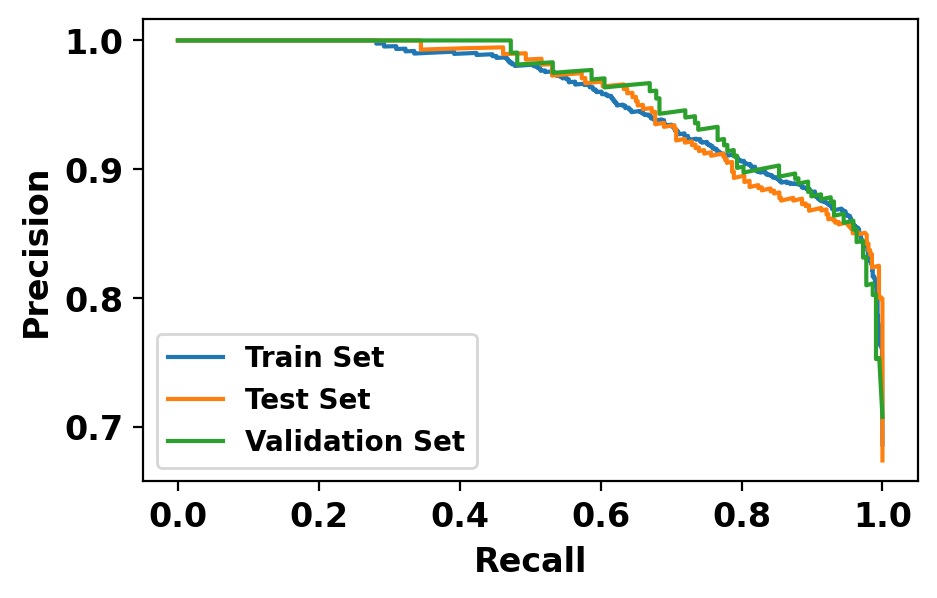 1.0
0.9
0.8
0.7
Precision
Train Set
Test Set
Validation Set
0.0 0.2 0.4 0.6 0.8 1.0
Recall